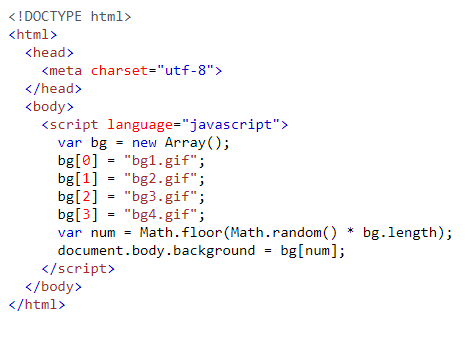 <!DOCTYPE html>
<html>
  <head>
    <meta charset="utf-8">
  </head>
  <body>
    <script language="javascript">
      var bg = new Array();
      bg[0] = "bg1.gif";
      bg[1] = "bg2.gif";
      bg[2] = "bg3.gif";
      bg[3] = "bg4.gif";
      var num = Math.floor(Math.random() * bg.length);
      document.body.background = bg[num];
    </script>
  </body>
</html>